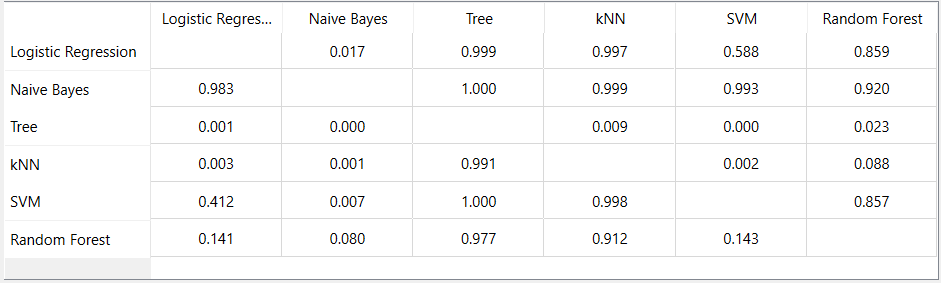 Logistic Regres... Naive Bayes Tree kNN SVM Random Forest
Logistic Regression 0.017 0.999 0.997 0.588 0.859
Naive Bayes 0.983 1.000 0.999 0.993 0.920
Tree 0.001 0.000 0.009 0.000 0.023
kNN 0.003 0.001 0.991 0.002 0.088
SVM 0.412 0.007 1.000 0.998 0.857
Random Forest 0.141 0.080 0.977 0.912 0.143